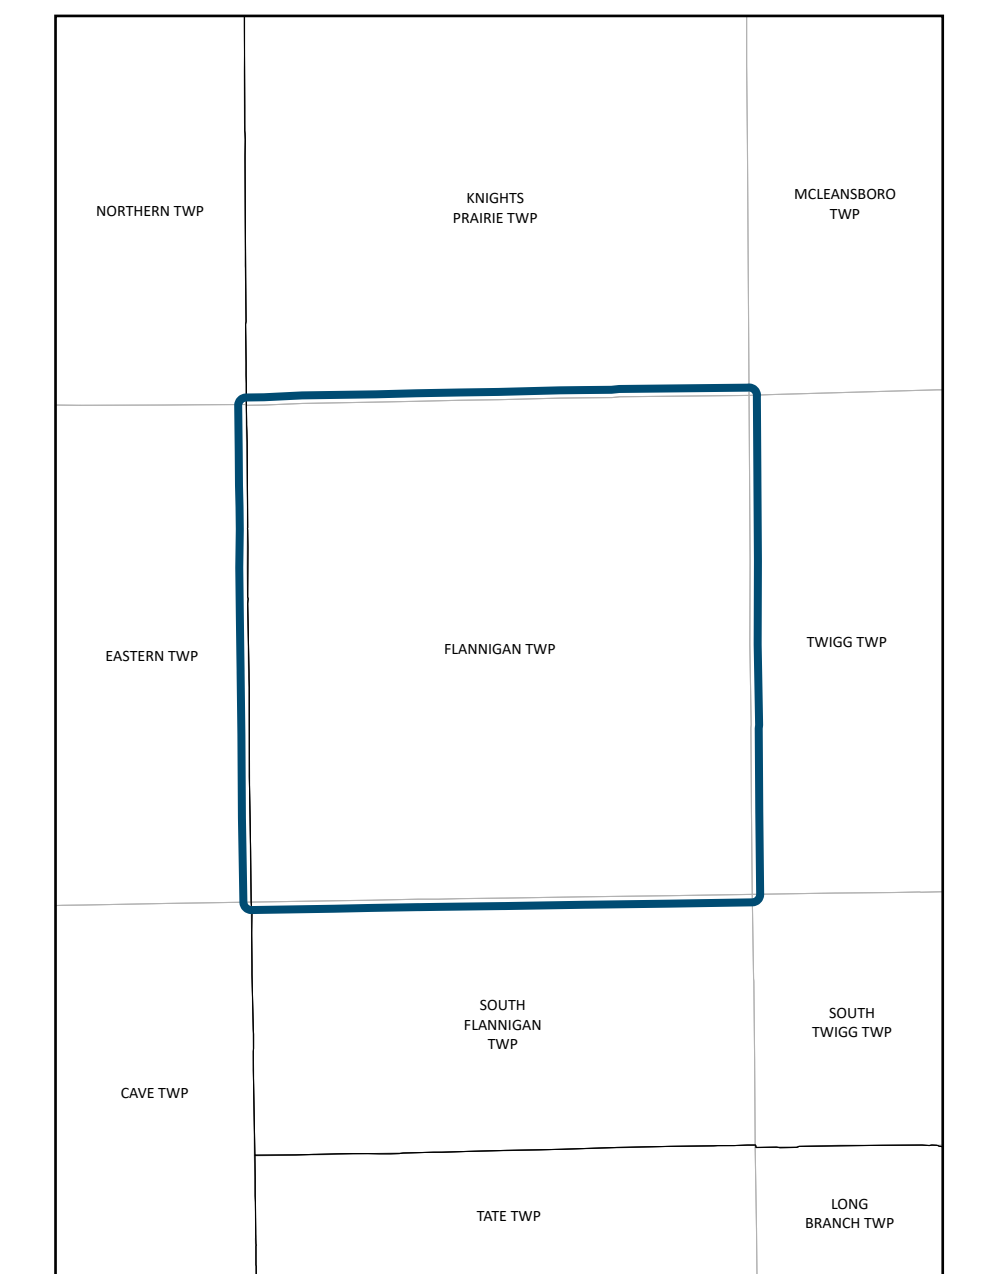 NORTHERN TWP
KNIGHTS
PRAIRIE TWP
MCLEANSBORO
TWP
EASTERN TWP
FLANNIGAN TWP
TWIGG TWP
CAVE TWP
SOUTH
FLANNIGAN
TWP
SOUTH
TWIGG TWP
TATE TWP
LONG
BRANCH TWP